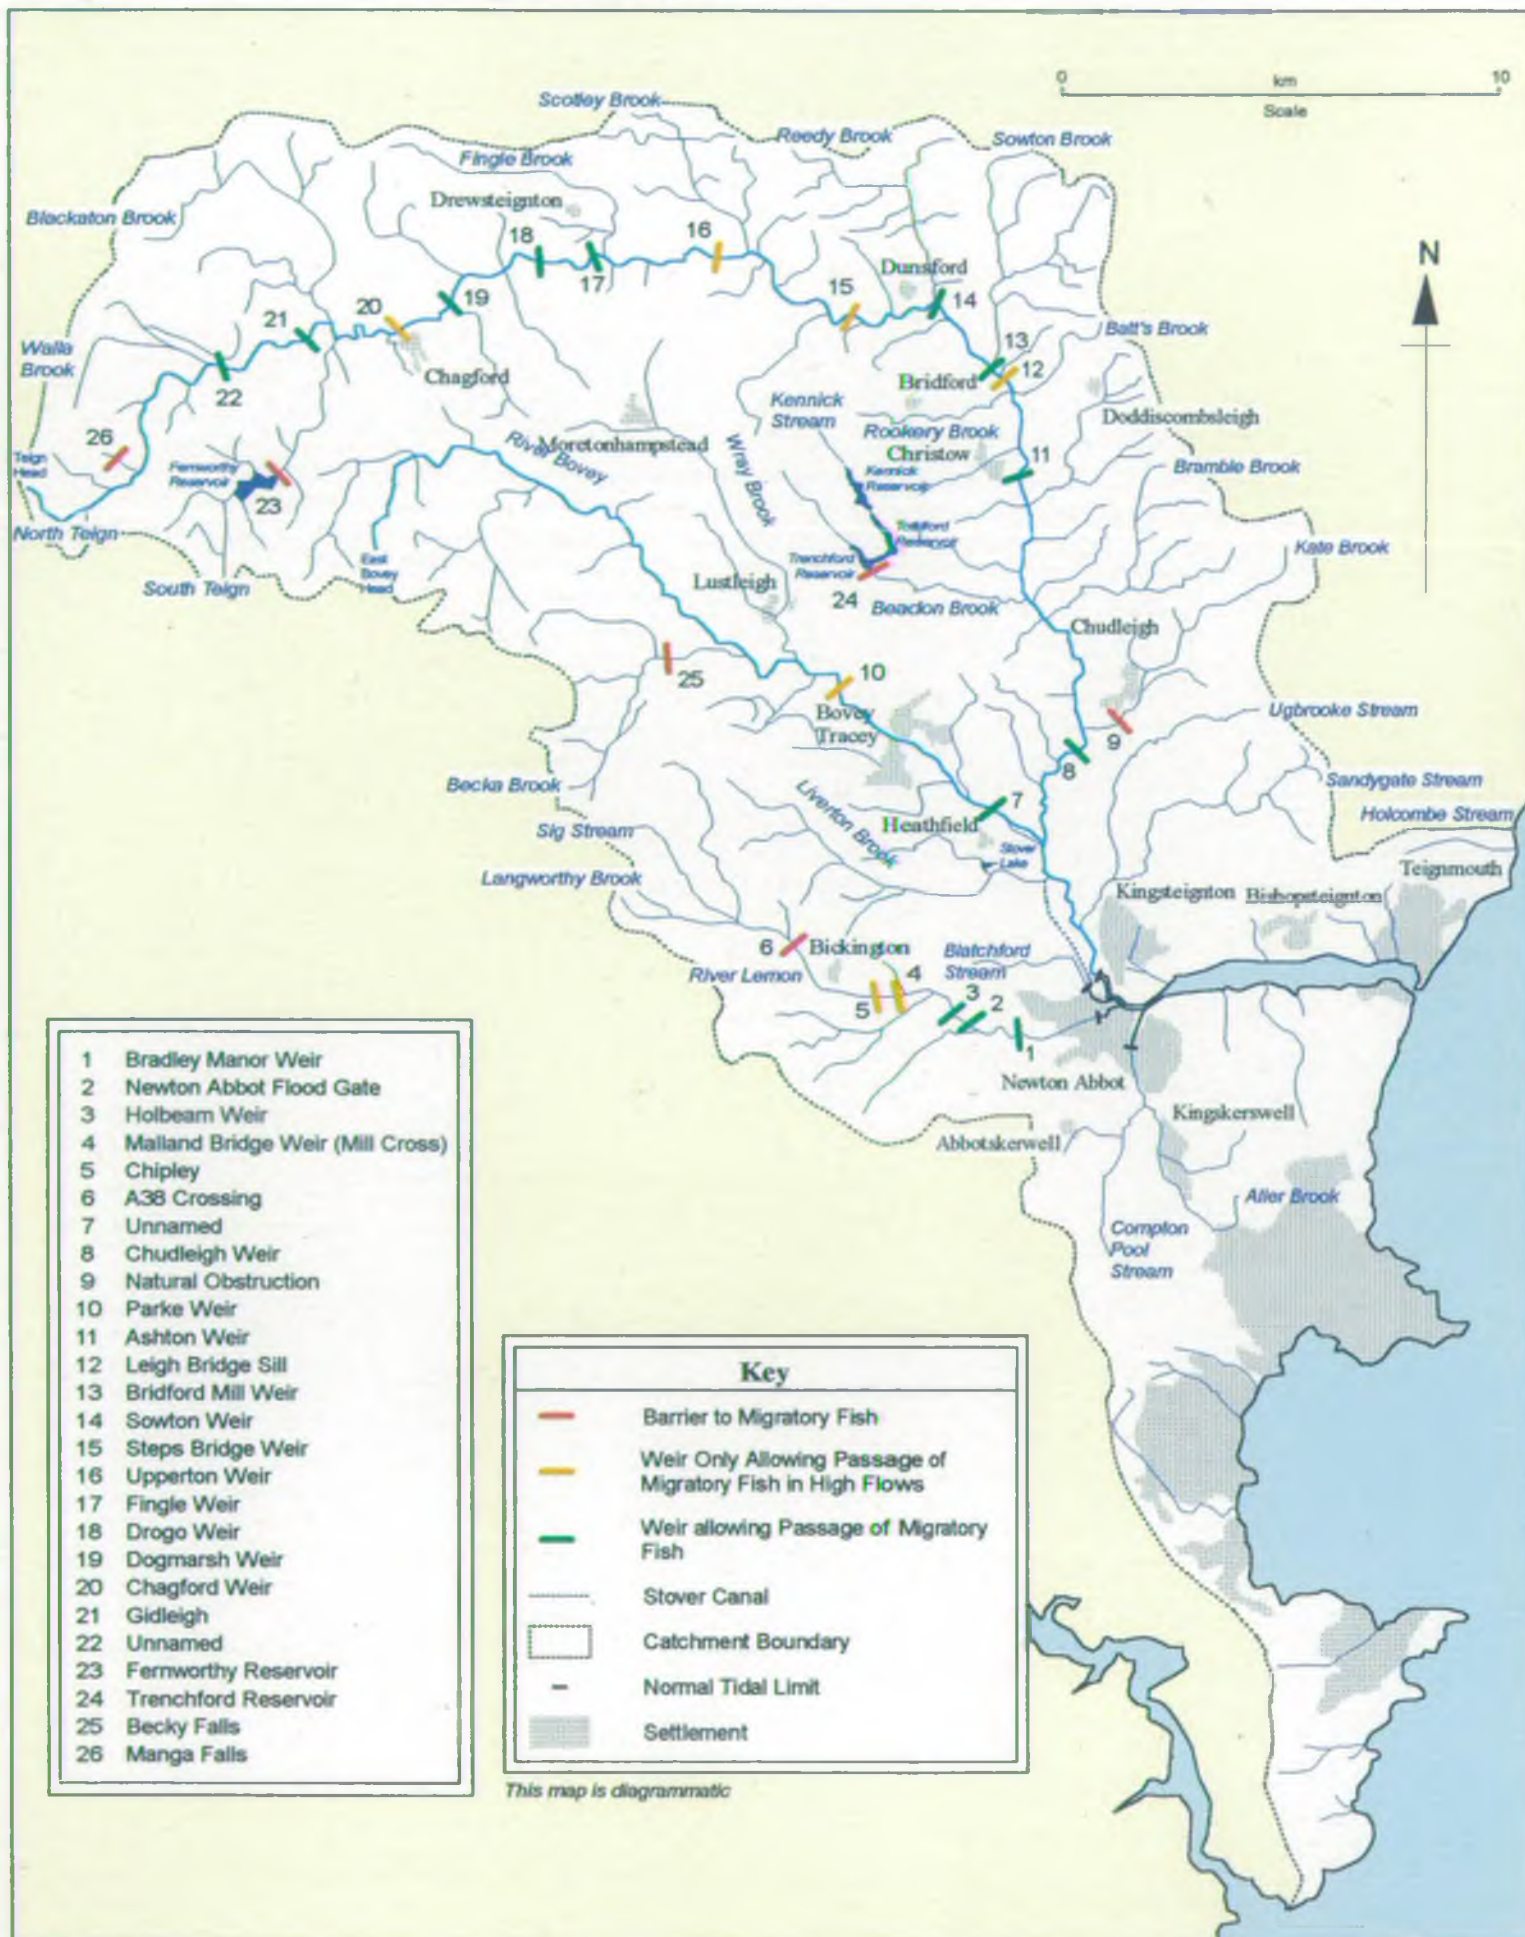 0 km 10
Scale
Scotley Brook
Reedy Brook
Sowton Brook
Fingle Brook
Drewsteignton
Blackaton Brook
18
16
17
N
Dunsford
15
14
19
20
21
Walla
Brook
22
Chagford
Batt's Brook
13
12
Bridford
Kennick
Stream
Doddiscombsleigh
Rookery Brook
Moretonhampstead
River Bovey
Wray Brook
Christow
11
Kennick
Reservoir
Bramble Brook
26
Teign
Head
Fernworthy
Reservoir
23
North Teign
South Teign
East
Bovey
Head
Tottiford
Reservoir
Trenchford
Reservoir
24
Kate Brook
Lustleigh
Beadon Brook
Chudleigh
25
10
Bovey
Tracey
9
8
Ugbrooke Stream
Becka Brook
Sandygate Stream
Liverton Brook
7
Heathfield
Holcombe Stream
Sig Stream
Stover
Lake
Langworthy Brook
Teignmouth
Kingsteignton
Bishopsteignton
6
Bickington
River Lemon
Blatchford
Stream
5
4
3
2
1
Newton Abbot
Kingskerswell
Abbotskerwell
Aller Brook
Compton
Pool
Stream
1 Bradley Manor Weir
2 Newton Abbot Flood Gate
3 Holbeam Weir
4 Malland Bridge Weir (Mill Cross)
5 Chipley
6 A38 Crossing
7 Unnamed
8 Chudleigh Weir
9 Natural Obstruction
10 Parke Weir
11 Ashton Weir
12 Leigh Bridge Sill
13 Bridford Mill Weir
14 Sowton Weir
15 Steps Bridge Weir
16 Upperton Weir
17 Fingle Weir
18 Drogo Weir
19 Dogmarsh Weir
20 Chagford Weir
21 Gidleigh
22 Unnamed
23 Fernworthy Reservoir
24 Trenchford Reservoir
25 Becky Falls
26 Manga Falls
Key
Barrier to Migratory Fish
Weir Only Allowing Passage of
Migratory Fish in High Flows
Weir allowing Passage of Migratory
Fish
Stover Canal
Catchment Boundary
Normal Tidal Limit
Settlement
This map is diagrammatic